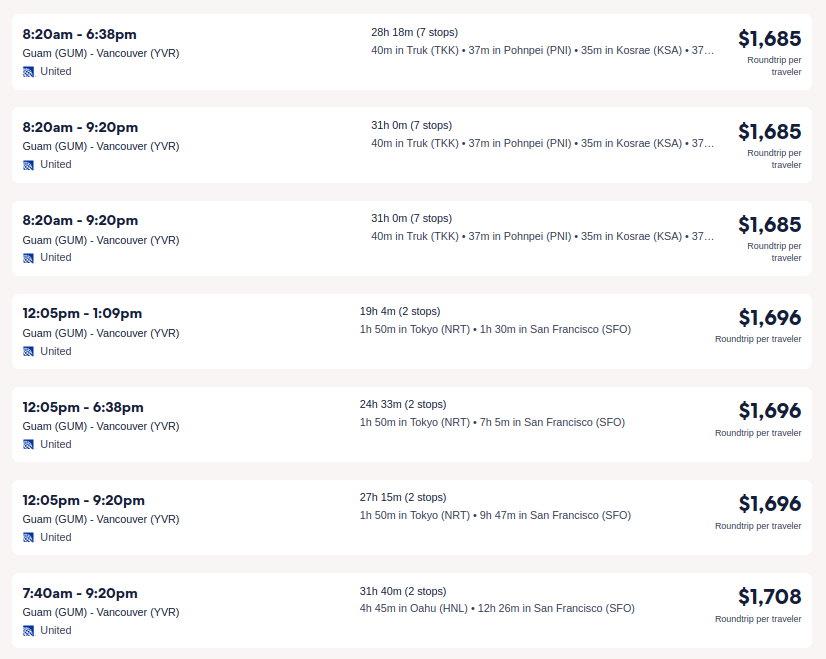 8:20am - 6:38pm
28h 18m (7 stops)
$1,685
Guam (GUM) - Vancouver (YVR)
40m in Truk (TKK) • 37m in Pohnpei (PNI) • 35m in Kosrae (KSA) • 37...
Roundtrip per
traveler
United
8:20am - 9:20pm
31h 0m (7 stops)
$1,685
Guam (GUM) - Vancouver (YVR)
40m in Truk (TKK) • 37m in Pohnpei (PNI) • 35m in Kosrae (KSA) • 37...
Roundtrip per
traveler
United
8:20am - 9:20pm
31h 0m (7 stops)
$1,685
Guam (GUM) - Vancouver (YVR)
40m in Truk (TKK) • 37m in Pohnpei (PNI) • 35m in Kosrae (KSA) • 37...
Roundtrip per
traveler
United
12:05pm - 1:09pm
19h 4m (2 stops)
$1,696
Guam (GUM) - Vancouver (YVR)
1h 50m in Tokyo (NRT) • 1h 30m in San Francisco (SFO)
Roundtrip per traveler
United
12:05pm - 6:38pm
24h 33m (2 stops)
$1,696
Guam (GUM) - Vancouver (YVR)
1h 50m in Tokyo (NRT) • 7h 5m in San Francisco (SFO)
Roundtrip per traveler
United
12:05pm - 9:20pm
27h 15m (2 stops)
$1,696
Guam (GUM) - Vancouver (YVR)
1h 50m in Tokyo (NRT) • 9h 47m in San Francisco (SFO)
Roundtrip per traveler
United
7:40am - 9:20pm
31h 40m (2 stops)
$1,708
Guam (GUM) - Vancouver (YVR)
4h 45m in Oahu (HNL) • 12h 26m in San Francisco (SFO)
Roundtrip per traveler
United